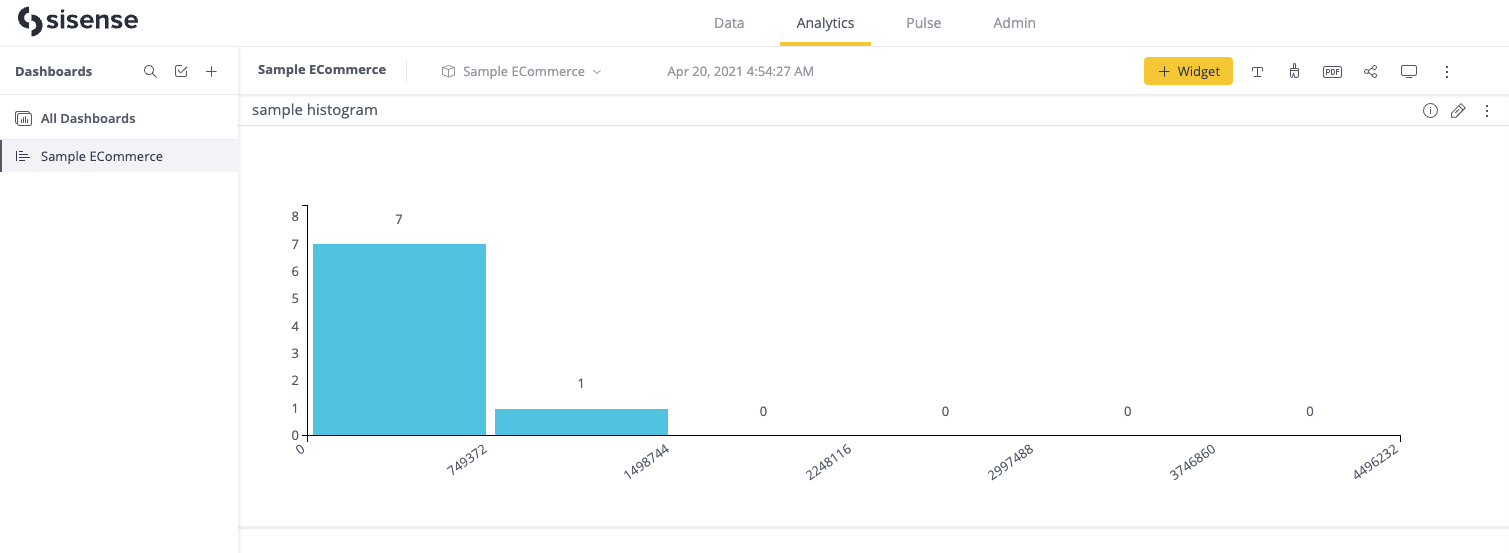 sisense
Data Analytics Pulse Admin
Dashboards
Sample ECommerce Sample ECommerce Apr 20, 2021 4:54:27 AM + Widget T PDF
All Dashboards
Sample ECommerce
sample histogram
8
7
6
5
4
3
2
1
0
7
1
0 0 0 0
0 749372 1498744 2248116 2997488 3746860 4496232